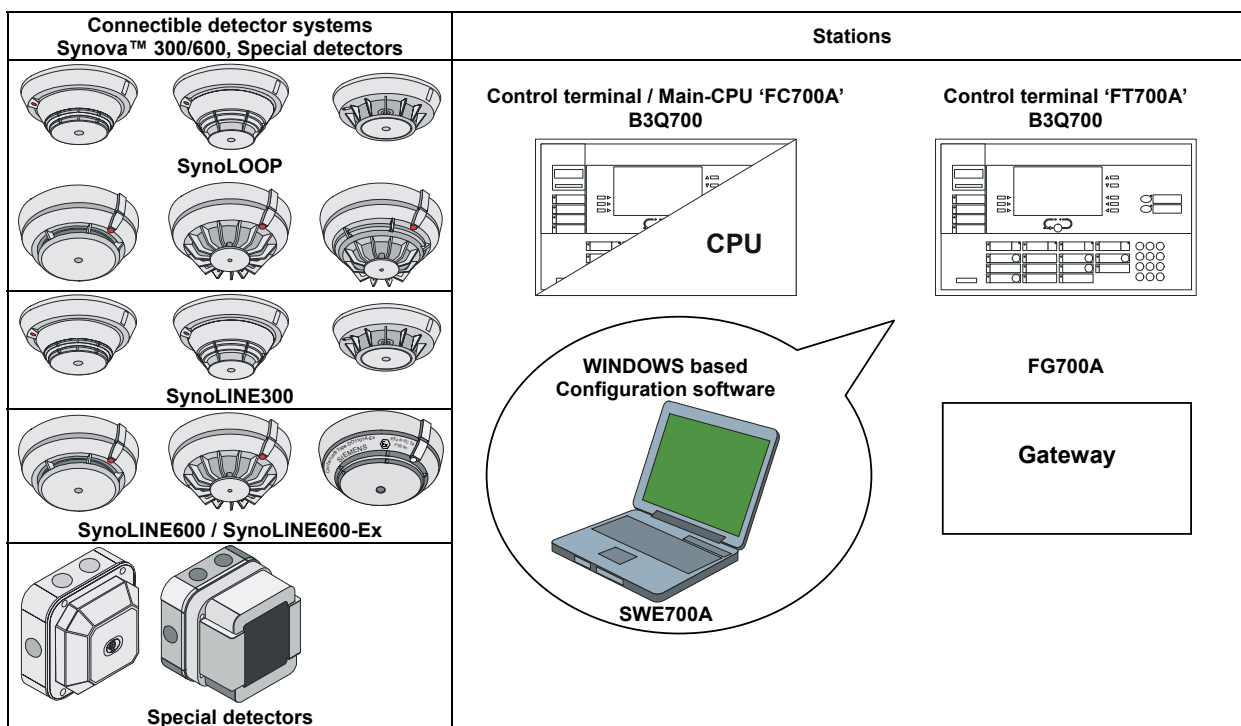 Connectible detector systems
Synova™ 300/600, Special detectors
Stations
SynoLOOP
SynoLINE300
SIEMENS
SynoLINE600 / SynoLINE600-Ex
Special detectors
Control terminal / Main-CPU ‘FC700A’
B3Q700
CPU
Control terminal ‘FT700A’
B3Q700
WINDOWS based
Configuration software
SWE700A
FG700A
Gateway